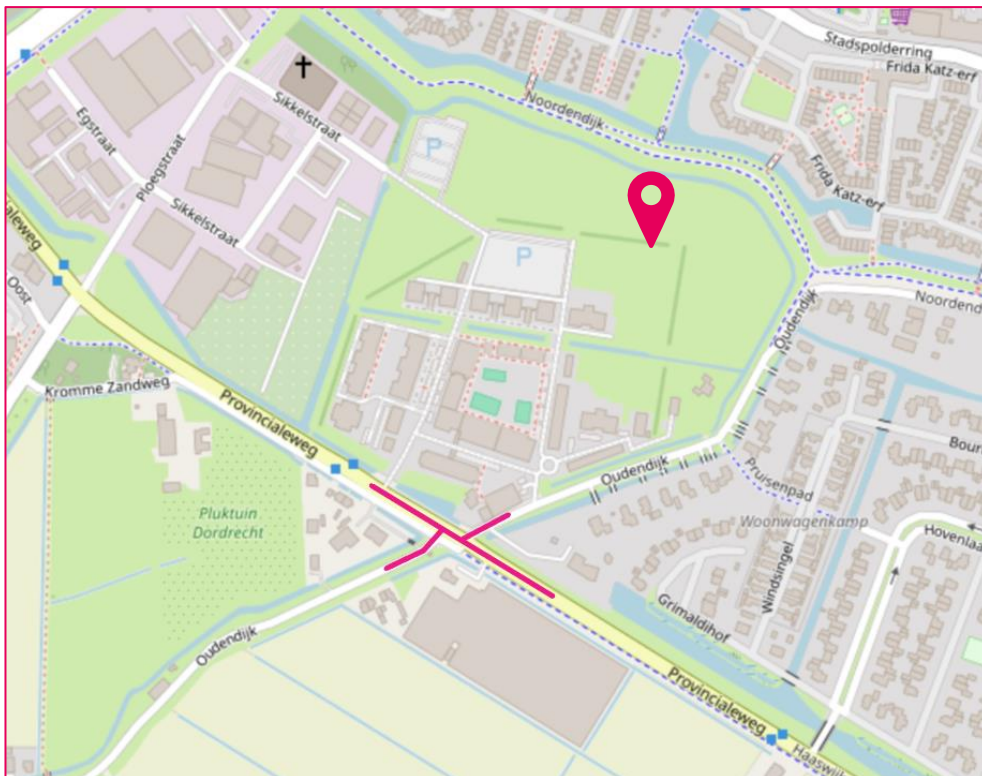 Stadspolderring
Frida Katz-erf
Noordendijk
Sikkelstraat
P
Egstraat
Ploegstraat
Frida Katz-erf
Sikkelstraat
aleweg
P
Oost
Noordend
Oudendijk
Kromme Zandweg
Provincialeweg
Bour
Oudendijk
Pruisenpad
Pluktuin
Dordrecht
Woonwagenkamp
Hovenlaa
Windsingel
Grimaldihof
Oudendijk
Provincialeweg
Haaswijk